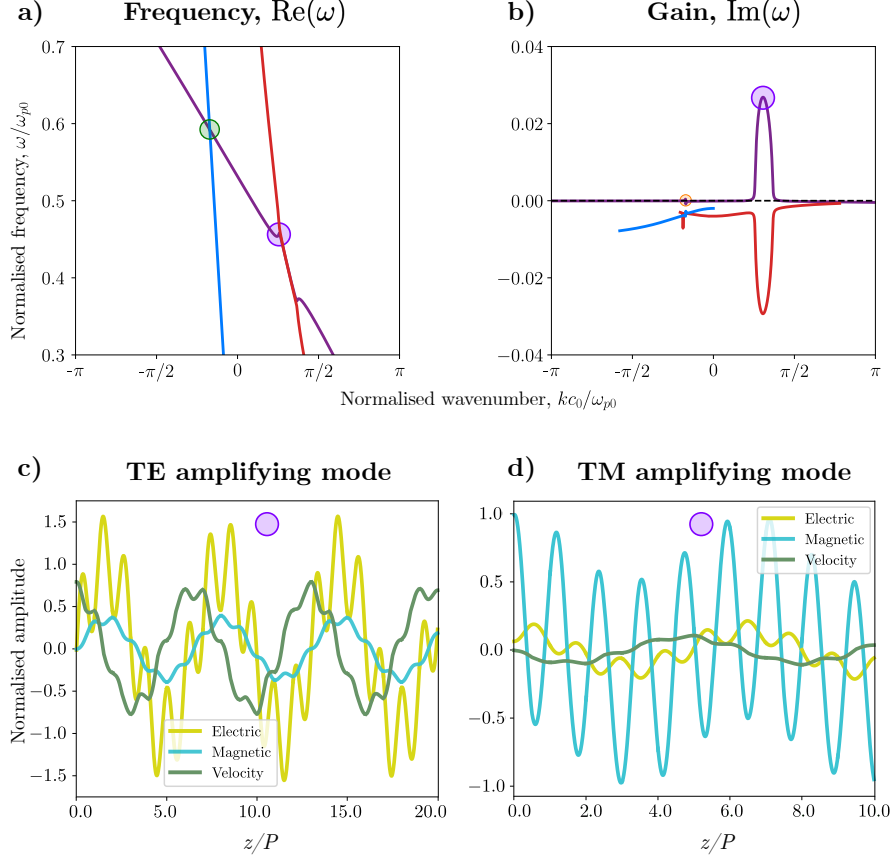 a) Frequency, Re(ω)
b) Gain, Im(ω)
Normalised frequency, ω/ωp0
0.7
0.6
0.5
0.4
0.3
-π
-π/2
0
π/2
π
0.04
0.02
0.00
−0.02
−0.04
-π
-π/2
0
π/2
π
Normalised wavenumber, kc0/ωp0
c) TE amplifying mode
d) TM amplifying mode
Normalised amplitude
1.5
1.0
0.5
0.0
−0.5
−1.0
−1.5
Electric
Magnetic
Velocity
0.0
5.0
10.0
15.0
20.0
z/P
1.0
0.5
0.0
−0.5
−1.0
Electric
Magnetic
Velocity
0.0
2.0
4.0
6.0
8.0
10.0
z/P